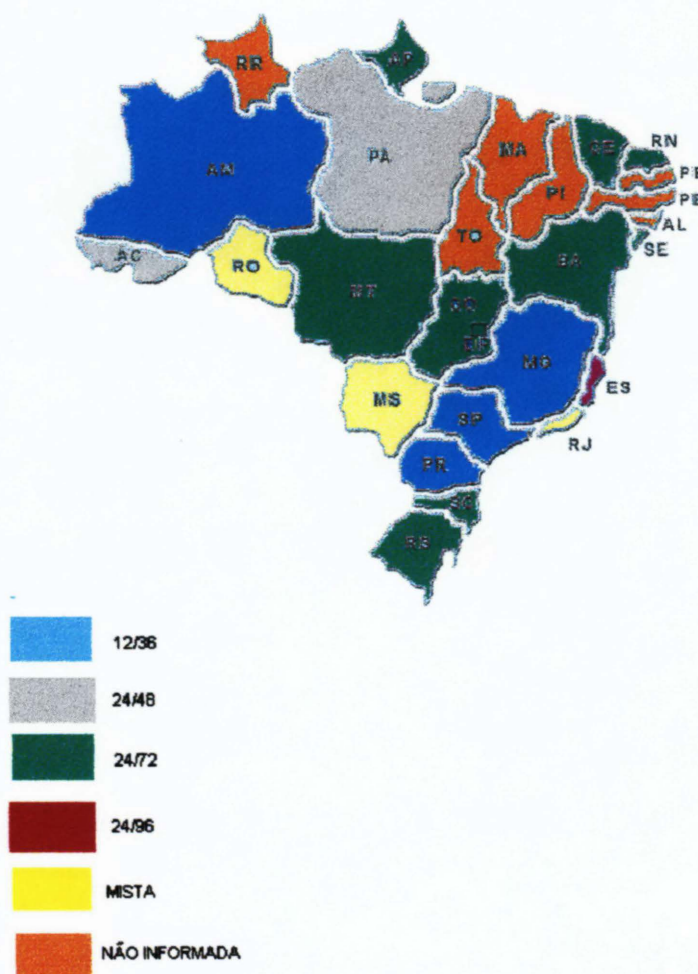 RR
AP
AM
PA
MA
CE
RN
PI
PE
AL
SE
TO
AC
RO
MT
BA
GO
DF
MG
ES
MS
SP
RJ
PR
SC
RS
12/36
24/48
24/72
24/96
MISTA
NÃO INFORMADA